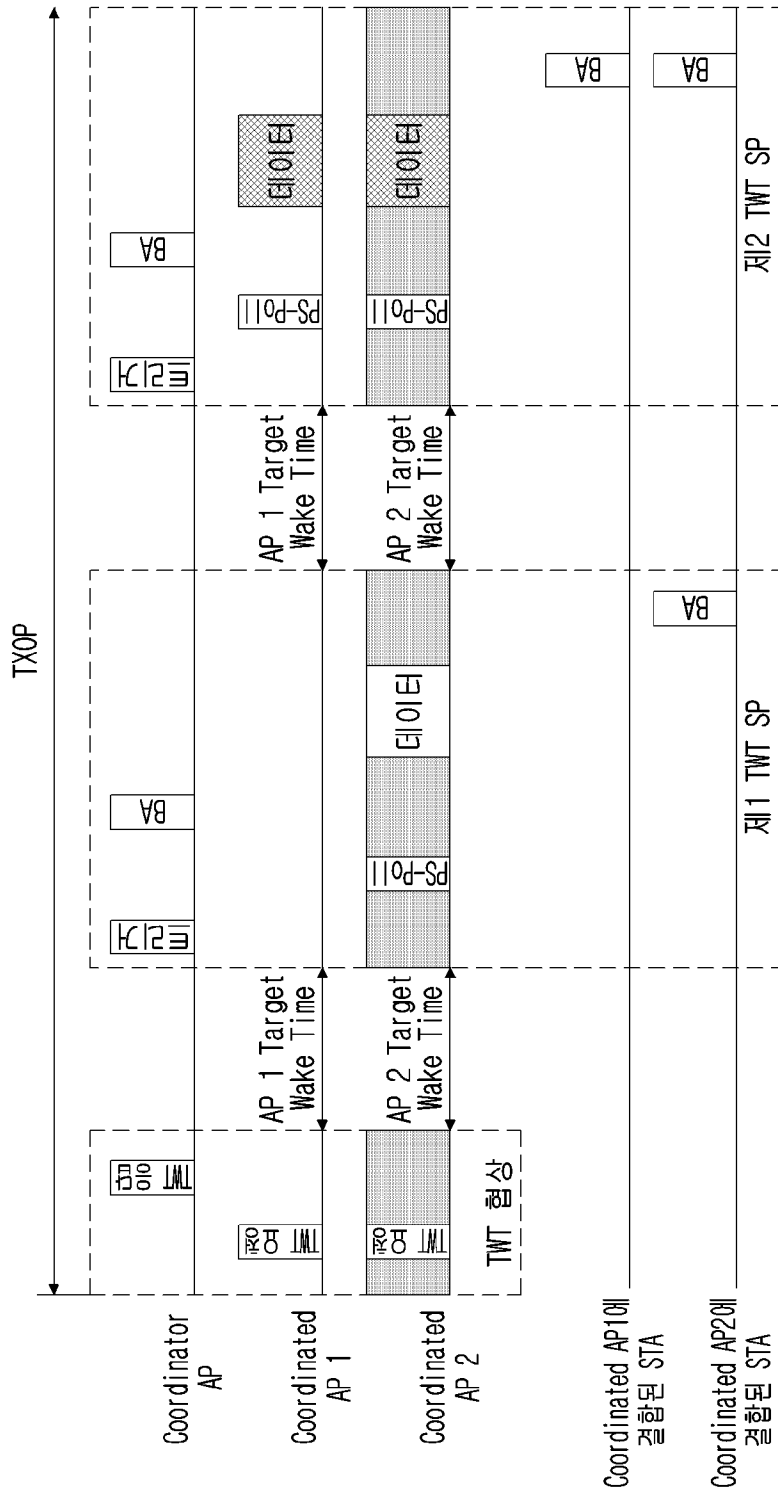 TXOP
Coordinator
AP
TWT
응답
트리거
BA
트리거
BA
Coordinated
AP 1
TWT
요청
AP 1 Target
Wake Time
AP 1 Target
Wake Time
PS-Poll
데이터
Coordinated
AP 2
TWT
요청
AP 2 Target
Wake Time
PS-Poll
데이터
AP 2 Target
Wake Time
PS-Poll
데이터
TWT 협상
Coordinated AP1에
결합된 STA
BA
Coordinated AP2에
결합된 STA
BA
BA
제1 TWT SP
제2 TWT SP